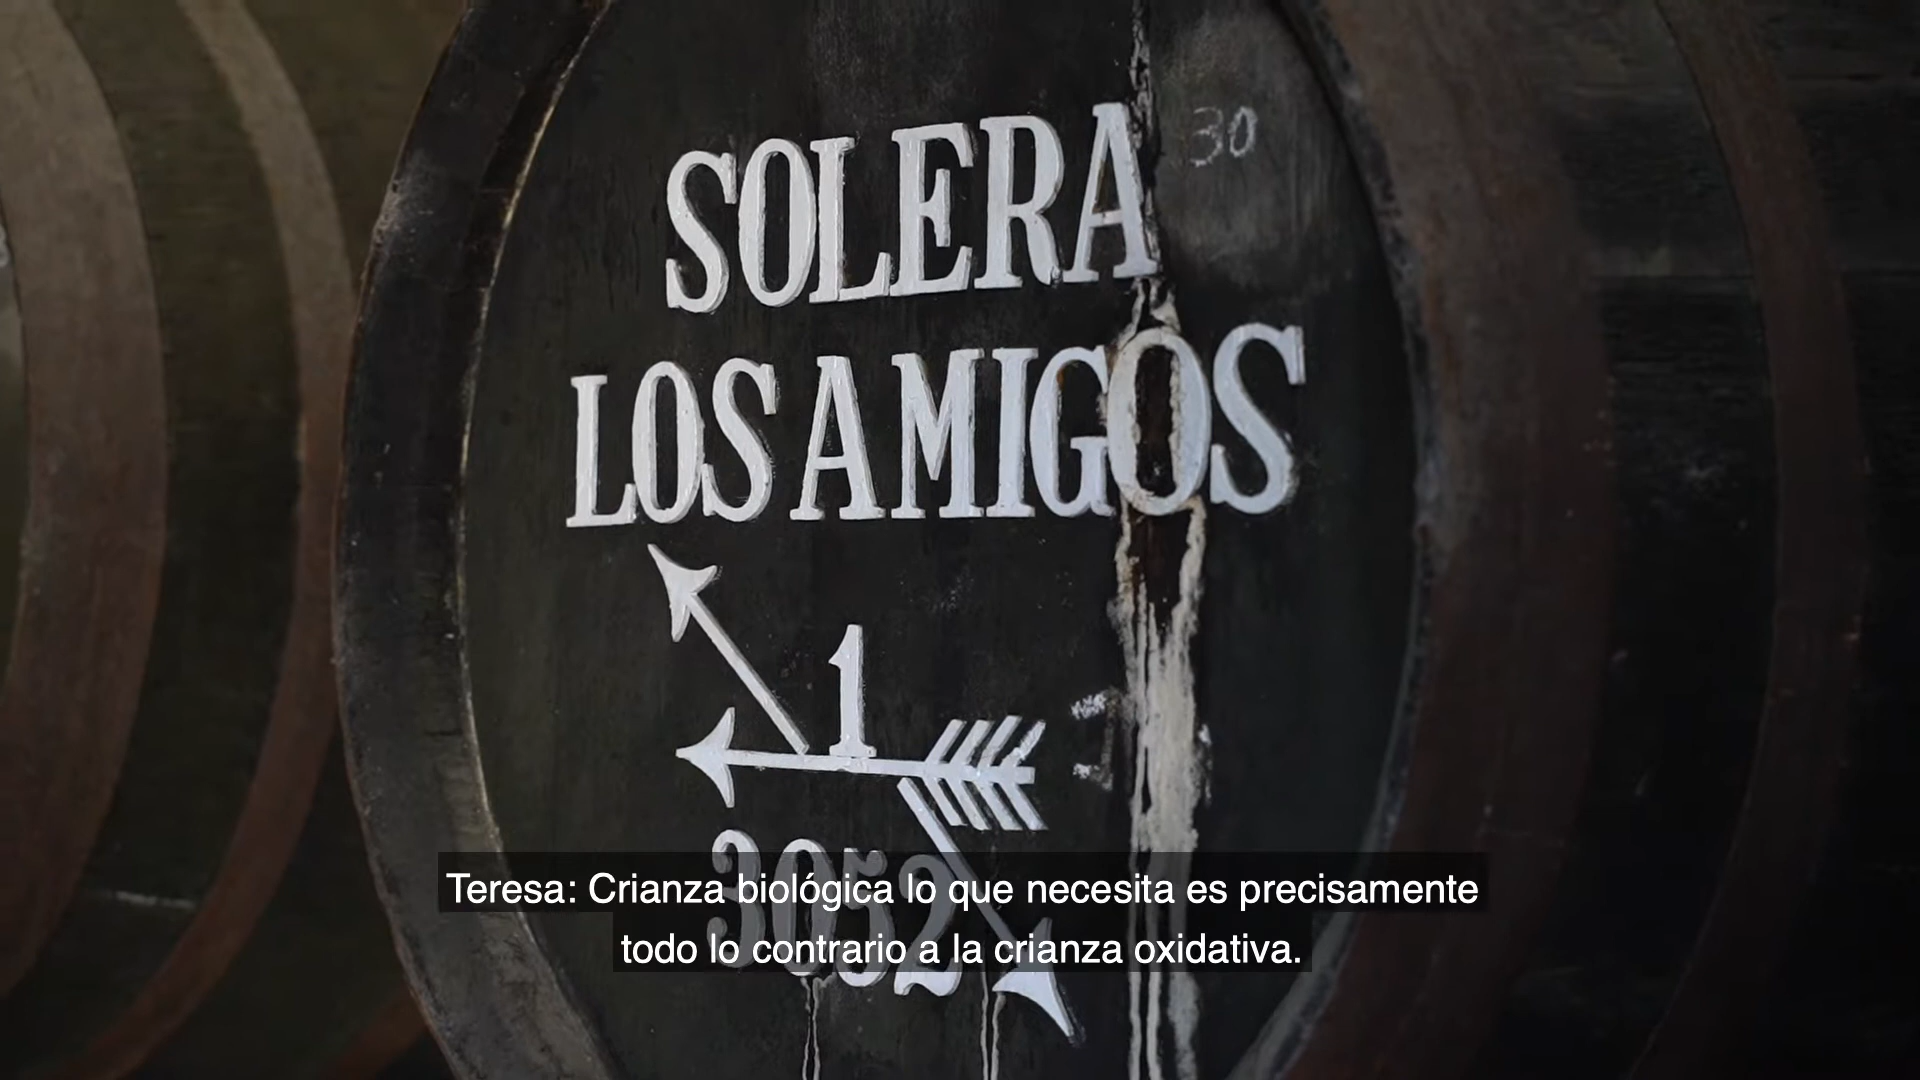 30
SOLERA
LOS AMIGOS
1
3052
Teresa: Crianza biológica lo que necesita es precisamente
todo lo contrario a la crianza oxidativa.